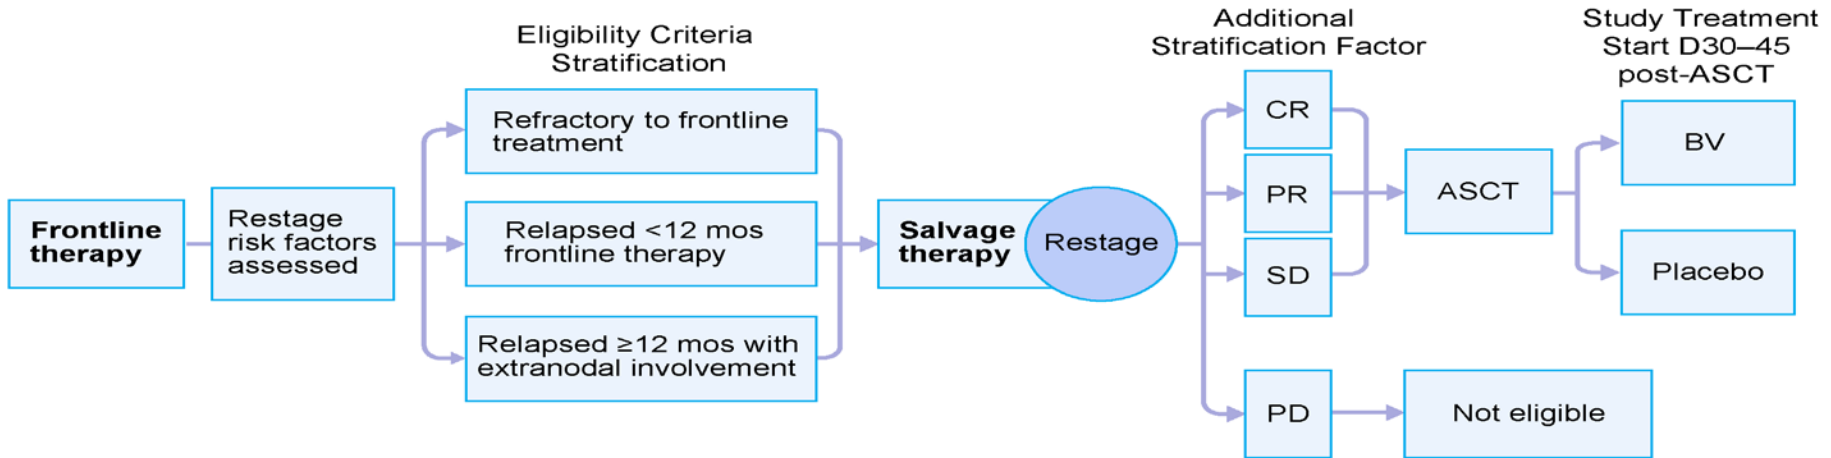 Frontline
therapy
Restage
risk factors
assessed
Eligibility Criteria
Stratification
Refractory to frontline
treatment
Relapsed <12 mos
frontline therapy
Relapsed ≥12 mos with
extranodal involvement
Salvage
therapy
Restage
Additional
Stratification Factor
CR
PR
SD
PD
ASCT
Not eligible
Study Treatment
Start D30–45
post-ASCT
BV
Placebo